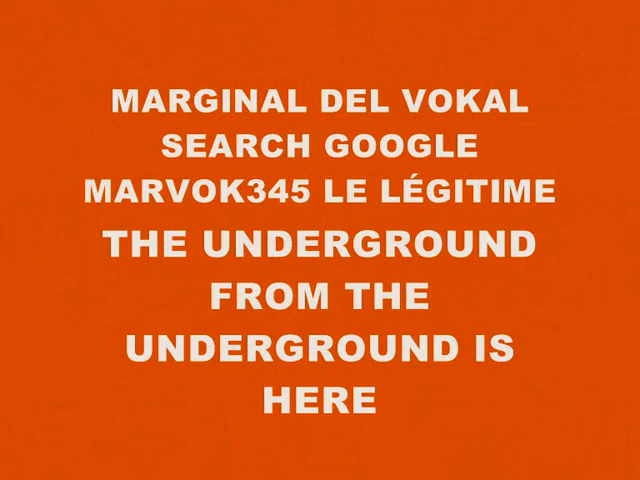 MARGINAL DEL VOKAL
SEARCH GOOGLE
MARVOK345 LE LÉGITIME
THE UNDERGROUND
FROM THE
UNDERGROUND IS
HERE